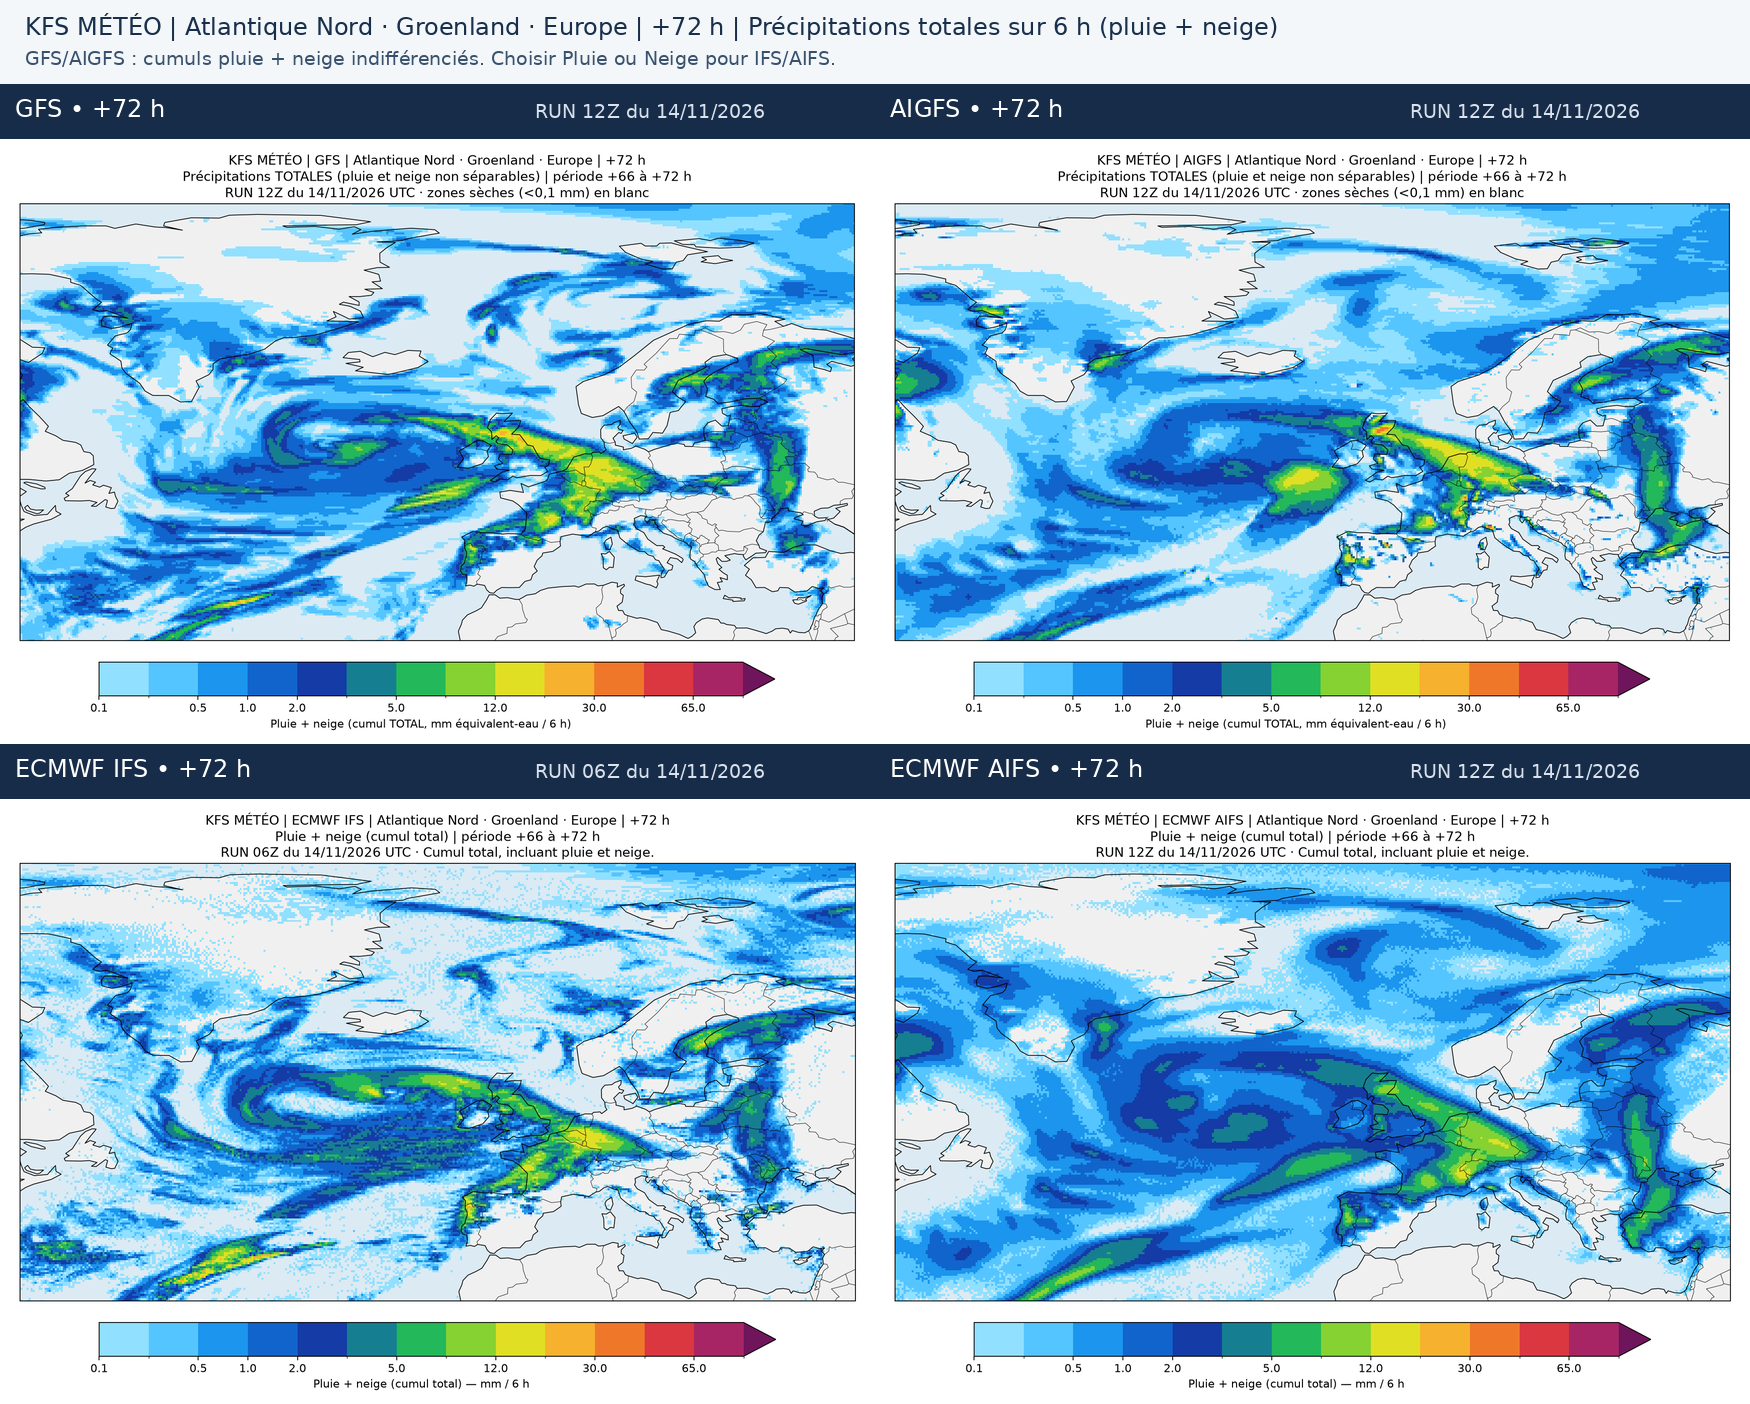 KFS MÉTÉO | Atlantique Nord · Groenland · Europe | +72 h | Précipitations totales sur 6 h (pluie + neige)
GFS/AIGFS : cumuls pluie + neige indifférenciés. Choisir Pluie ou Neige pour IFS/AIFS.
GFS • +72 h
RUN 12Z du 14/11/2026
AIGFS • +72 h
RUN 12Z du 14/11/2026
KFS MÉTÉO | GFS | Atlantique Nord · Groenland · Europe | +72 h
Précipitations TOTALES (pluie et neige non séparables) | période +66 à +72 h
RUN 12Z du 14/11/2026 UTC · zones sèches (<0,1 mm) en blanc
KFS MÉTÉO | AIGFS | Atlantique Nord · Groenland · Europe | +72 h
Précipitations TOTALES (pluie et neige non séparables) | période +66 à +72 h
RUN 12Z du 14/11/2026 UTC · zones sèches (<0,1 mm) en blanc
0.1 0.5 1.0 2.0 5.0 12.0 30.0 65.0
Pluie + neige (cumul TOTAL, mm équivalent-eau / 6 h)
0.1 0.5 1.0 2.0 5.0 12.0 30.0 65.0
Pluie + neige (cumul TOTAL, mm équivalent-eau / 6 h)
ECMWF IFS • +72 h
RUN 06Z du 14/11/2026
ECMWF AIFS • +72 h
RUN 12Z du 14/11/2026
KFS MÉTÉO | ECMWF IFS | Atlantique Nord · Groenland · Europe | +72 h
Pluie + neige (cumul total) | période +66 à +72 h
RUN 06Z du 14/11/2026 UTC · Cumul total, incluant pluie et neige.
KFS MÉTÉO | ECMWF AIFS | Atlantique Nord · Groenland · Europe | +72 h
Pluie + neige (cumul total) | période +66 à +72 h
RUN 12Z du 14/11/2026 UTC · Cumul total, incluant pluie et neige.
0.1 0.5 1.0 2.0 5.0 12.0 30.0 65.0
Pluie + neige (cumul total) — mm / 6 h
0.1 0.5 1.0 2.0 5.0 12.0 30.0 65.0
Pluie + neige (cumul total) — mm / 6 h